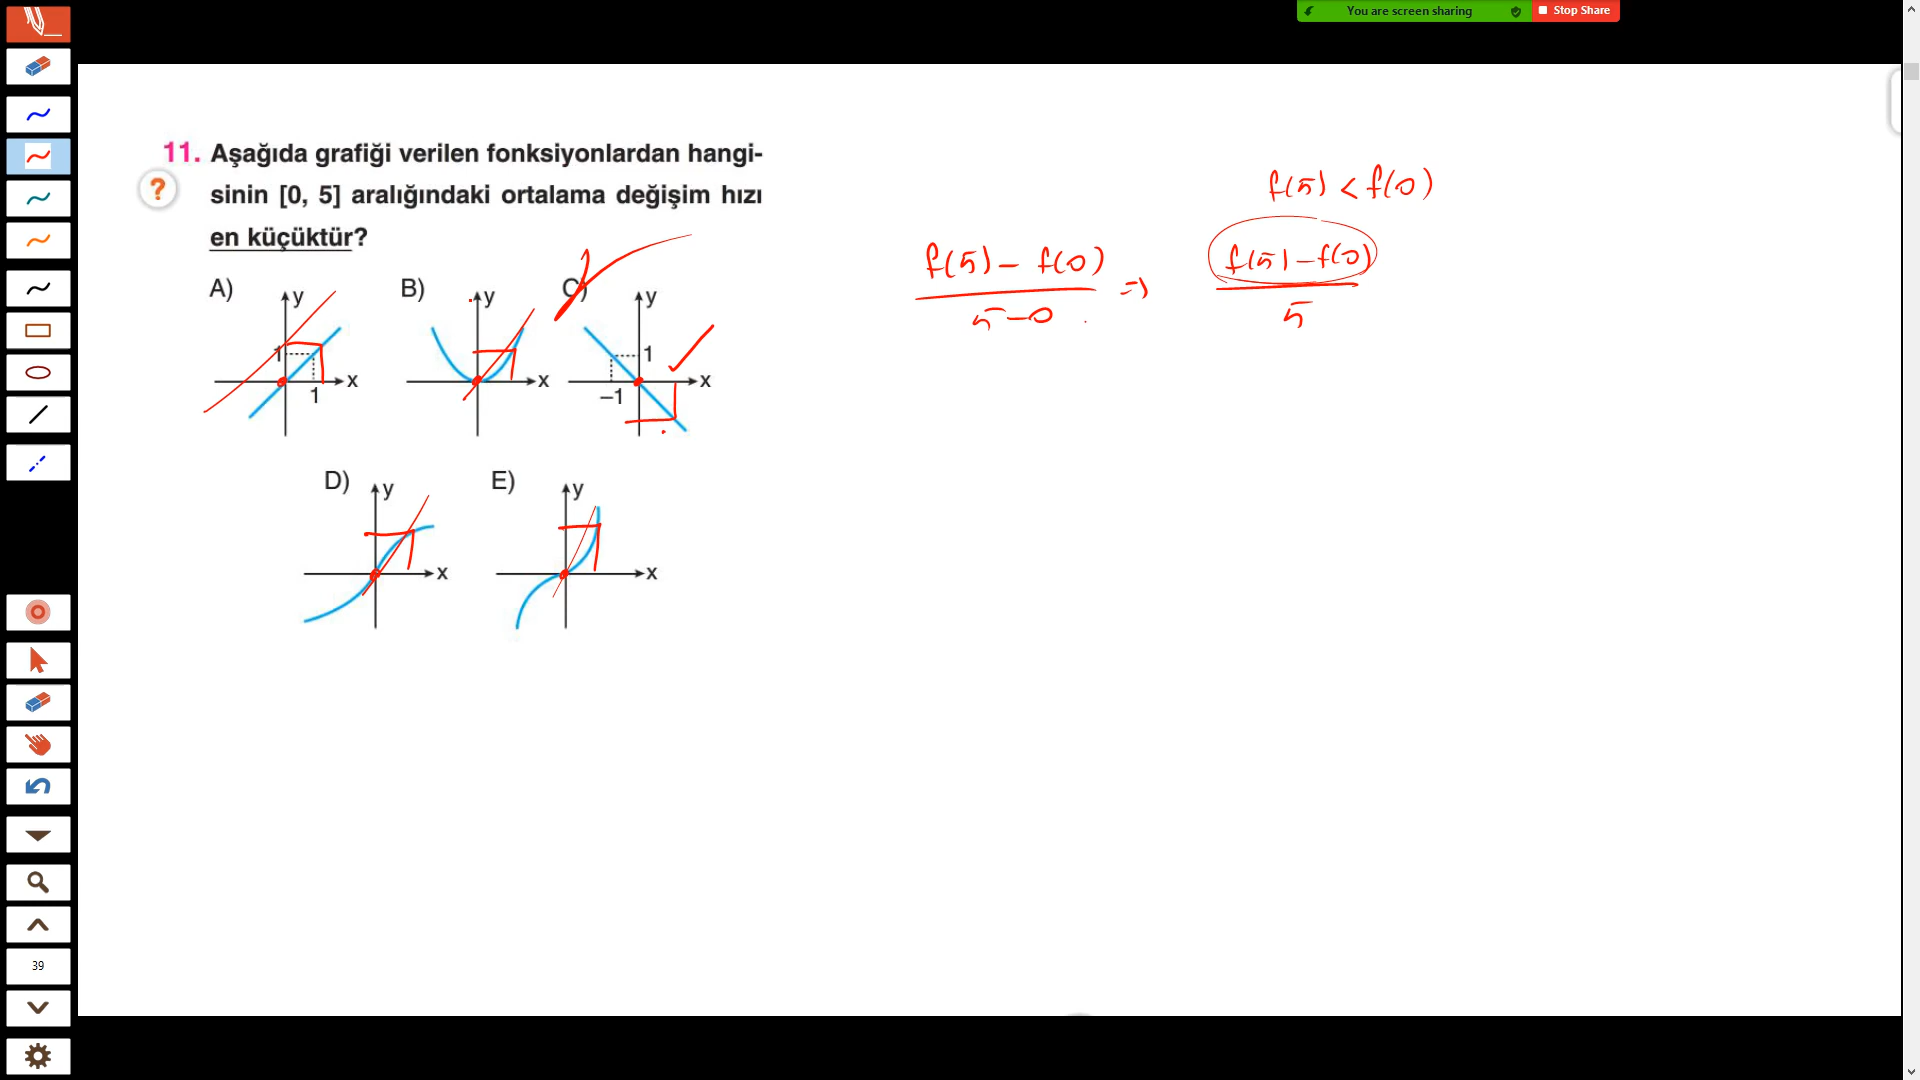 You are screen sharing
Stop Share
11. Aşağıda grafiği verilen fonksiyonlardan hangi-
? sinin [0, 5] aralığındaki ortalama değişim hızı
en küçüktür?
f(5) < f(0)
f(5) - f(0)
5-0
⇒
f(5) - f(0)
5
A)
y
1
x
1
B)
y
x
C)
y
1
x
–1
D)
y
x
E)
y
x
39